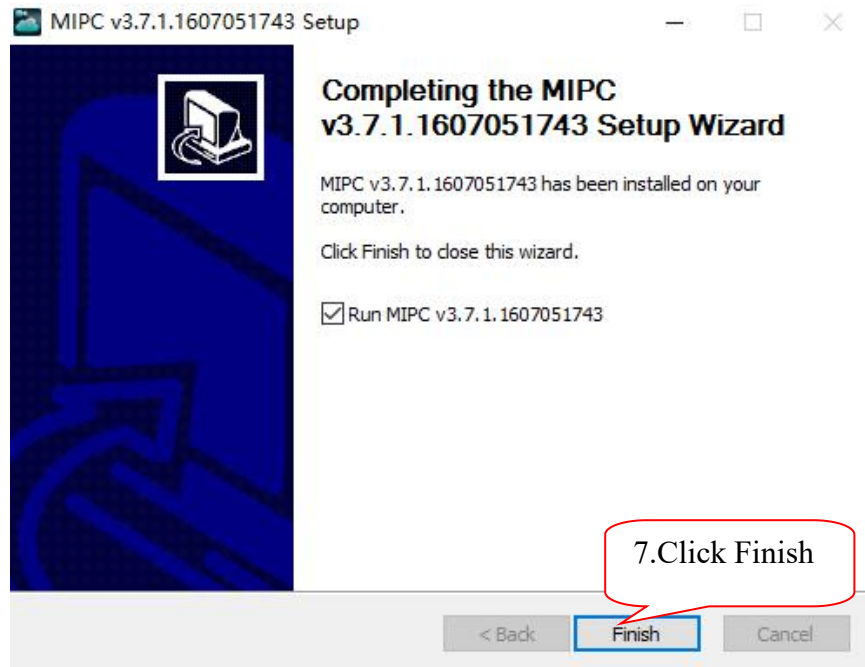 MIPC v3.7.1.1607051743 Setup
Completing the MIPC
v3.7.1.1607051743 Setup Wizard
MIPC v3.7.1.1607051743 has been installed on your
computer.
Click Finish to close this wizard.
Run MIPC v3.7.1.1607051743
7.Click Finish
< Back
Finish
Cancel